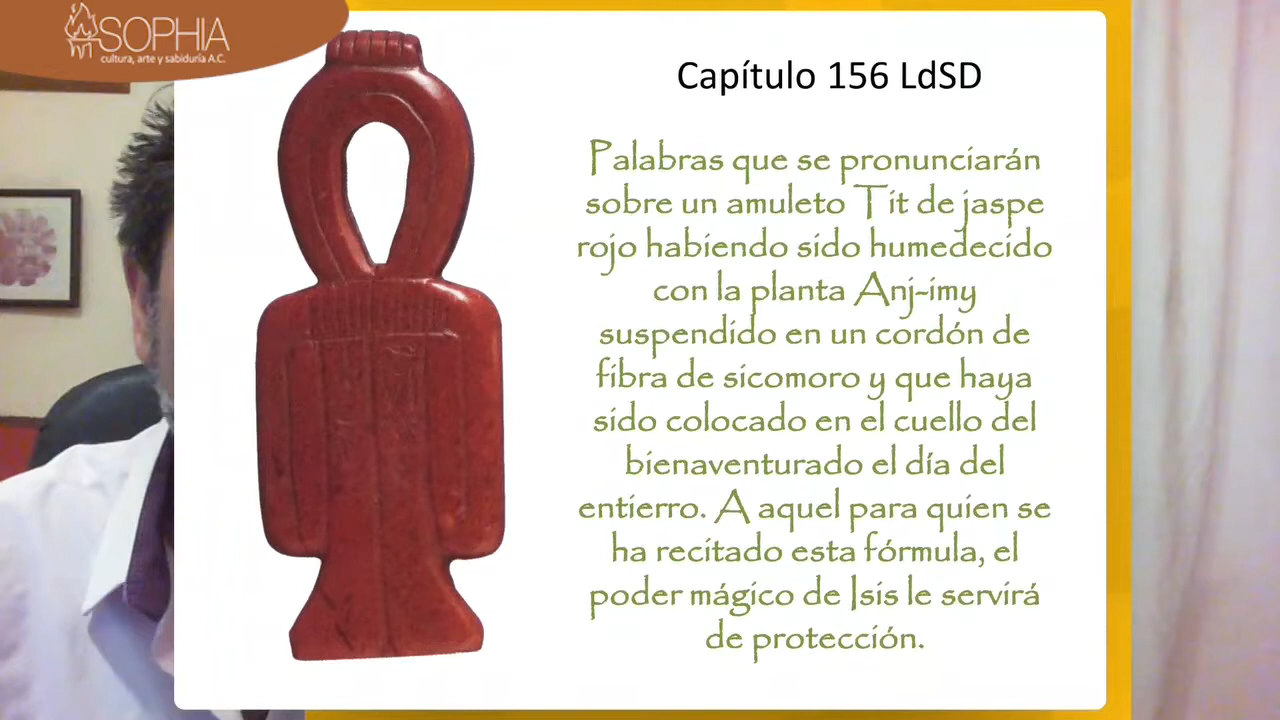 SOPHIA
cultura, arte y sabiduría A.C.
Capítulo 156 LdSD
Palabras que se pronunciarán
sobre un amuleto Tit de jaspe
rojo habiendo sido humedecido
con la planta Anj-imy
suspendido en un cordón de
fibra de sicomoro y que haya
sido colocado en el cuello del
bienaventurado el día del
entierro. A aquel para quien se
ha recitado esta fórmula, el
poder mágico de Isis le servirá
de protección.